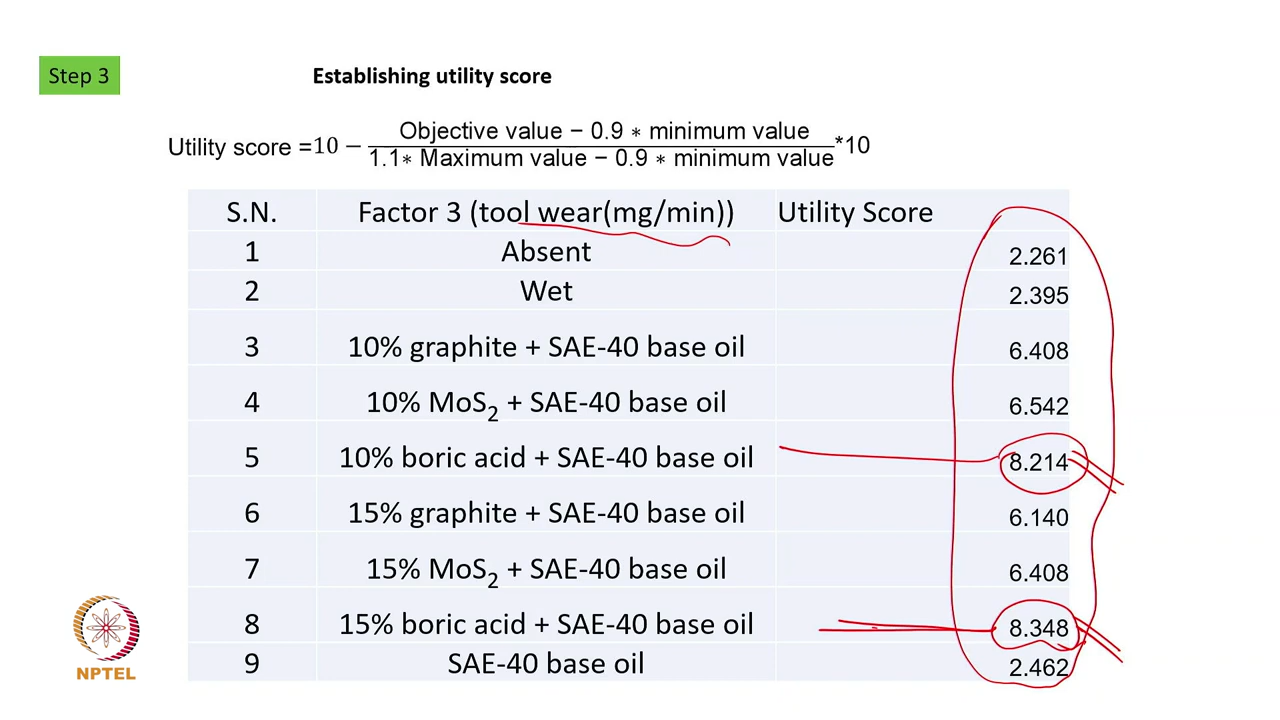 Step 3
Establishing utility score
Utility score =10 − Objective value − 0.9 * minimum value / 1.1* Maximum value − 0.9 * minimum value *10
S.N. Factor 3 (tool wear(mg/min)) Utility Score
1 Absent 2.261
2 Wet 2.395
3 10% graphite + SAE-40 base oil 6.408
4 10% MoS₂ + SAE-40 base oil 6.542
5 10% boric acid + SAE-40 base oil 8.214
6 15% graphite + SAE-40 base oil 6.140
7 15% MoS₂ + SAE-40 base oil 6.408
8 15% boric acid + SAE-40 base oil 8.348
9 SAE-40 base oil 2.462
NPTEL